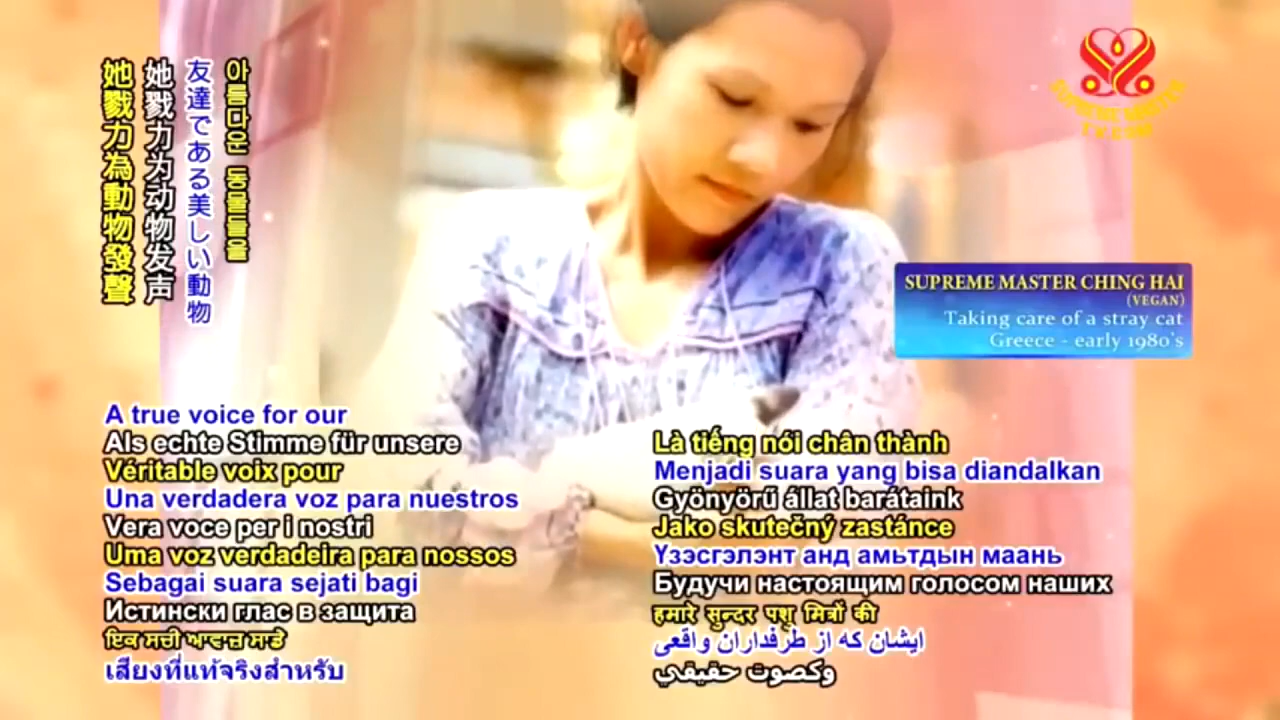 아름다운 동물들을
友達である美しい動物
她戮力为动物发声
她戮力為動物發聲
SUPREME MASTER
TV.COM
SUPREME MASTER CHING HAI
(VEGAN)
Taking care of a stray cat
Greece - early 1980's
A true voice for our
Als echte Stimme für unsere
Véritable voix pour
Una verdadera voz para nuestros
Vera voce per i nostri
Uma voz verdadeira para nossos
Sebagai suara sejati bagi
Истински глас в защита
ਇਕ ਸਚੀ ਆਵਾਜ਼ ਸਾਡੇ
เสียงที่แท้จริงสำหรับ
Là tiếng nói chân thành
Menjadi suara yang bisa diandalkan
Gyönyörű állat barátaink
Jako skutečný zastánce
Үзэсгэлэнт анд амьтдын маань
Будучи настоящим голосом наших
हमारे सुन्दर पशु मित्रों की
ایشان که از طرفداران واقعی
وكصوت حقيقي